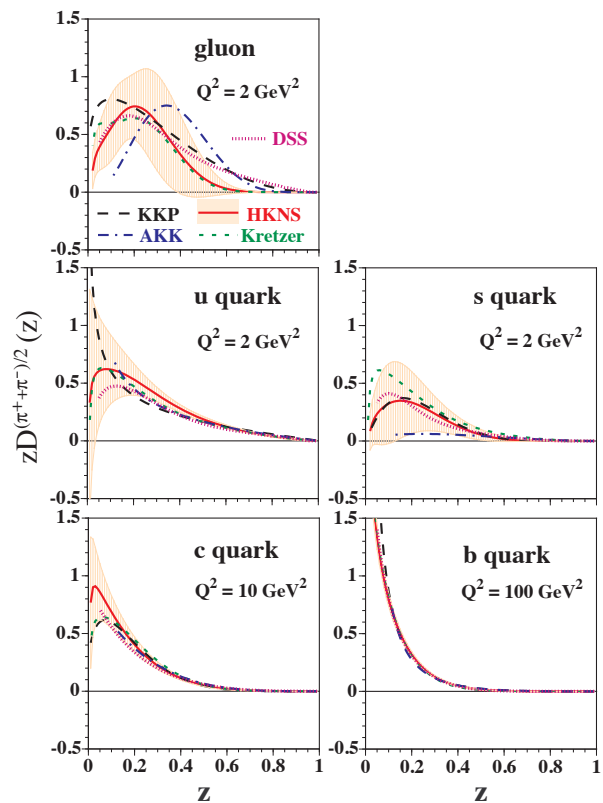 1.5
gluon
1
Q² = 2 GeV²
0.5
DSS
0
KKP
HKNS
AKK
Kretzer
-0.5
zD^(π⁺+π⁻)/2 (z)
1.5
u quark
1
Q² = 2 GeV²
0.5
0
-0.5
1.5
s quark
1
Q² = 2 GeV²
0.5
0
-0.5
1.5
c quark
1
Q² = 10 GeV²
0.5
0
-0.5
0 0.2 0.4 0.6 0.8 1
z
1.5
b quark
1
Q² = 100 GeV²
0.5
0
-0.5
0 0.2 0.4 0.6 0.8 1
z